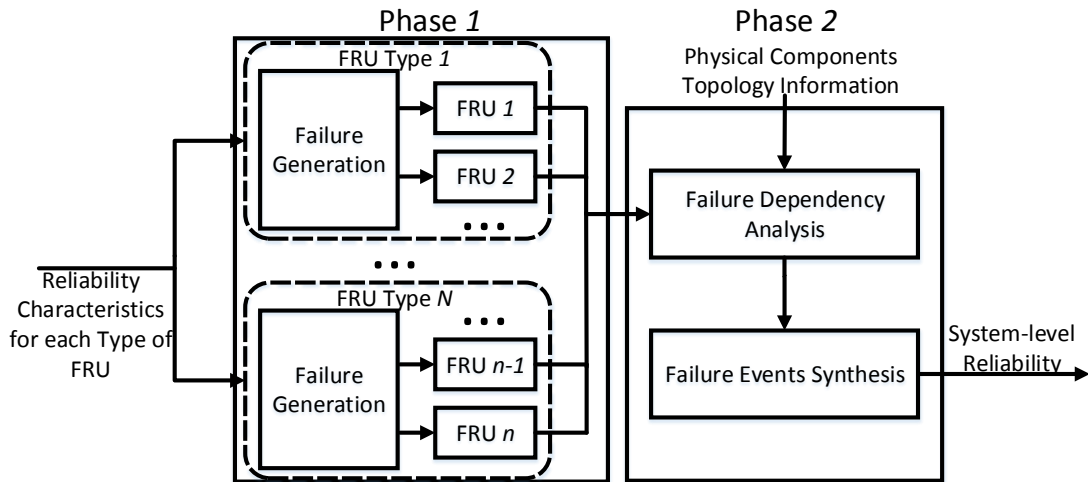 Phase 1
Phase 2
FRU Type 1
Failure
Generation
FRU 1
FRU 2
...
...
Reliability
Characteristics
for each Type of
FRU
FRU Type N
...
Failure
Generation
FRU n-1
FRU n
Physical Components
Topology Information
Failure Dependency
Analysis
Failure Events Synthesis
System-level
Reliability